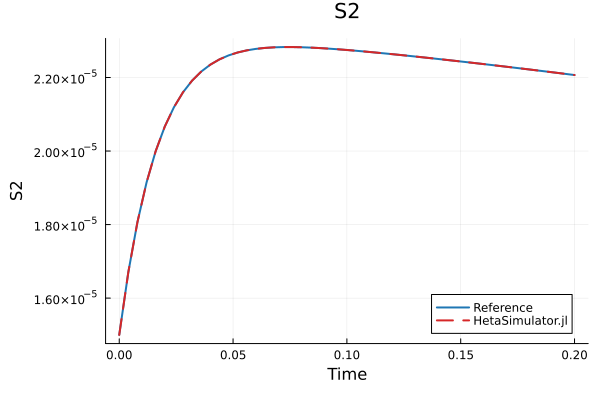 S2
S2
2.20×10⁻⁵
2.00×10⁻⁵
1.80×10⁻⁵
1.60×10⁻⁵
Reference
HetaSimulator.jl
0.00
0.05
0.10
0.15
0.20
Time